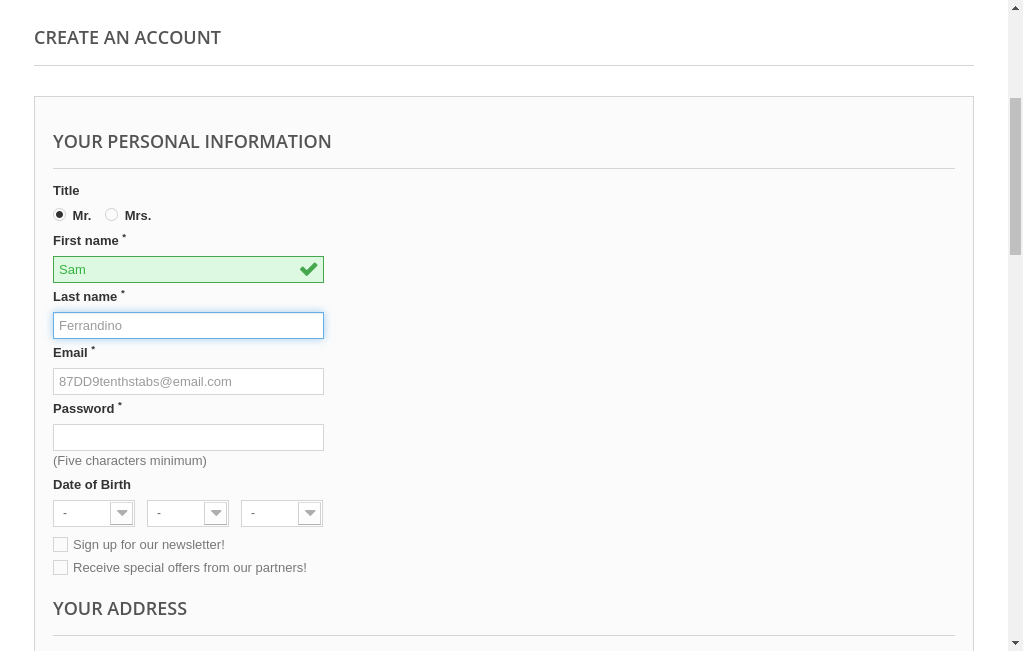 CREATE AN ACCOUNT
YOUR PERSONAL INFORMATION
Title
Mr. Mrs.
First name *
Sam
Last name *
Ferrandino
Email *
87DD9tenthstabs@email.com
Password *
(Five characters minimum)
Date of Birth
- - -
Sign up for our newsletter!
Receive special offers from our partners!
YOUR ADDRESS